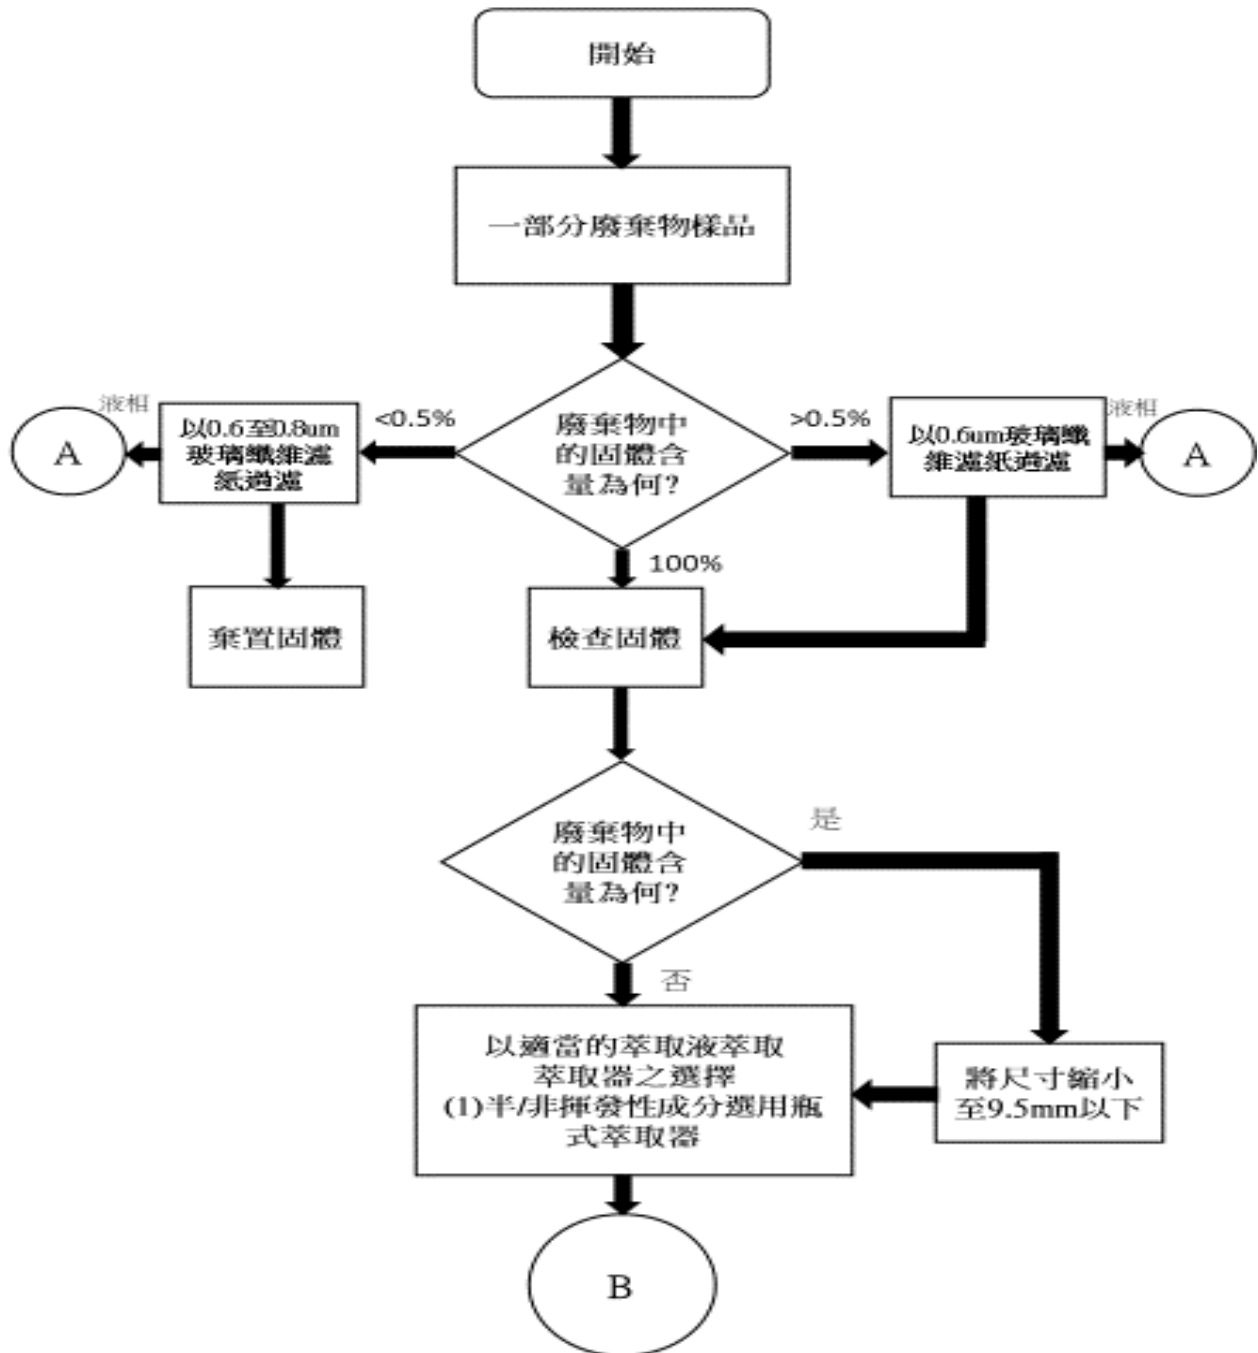 開始
一部分廢棄物樣品
液相
A
以0.6至0.8um
玻璃纖維濾
紙過濾
<0.5%
廢棄物中
的固體含
量為何?
>0.5%
以0.6um玻璃纖
維濾紙過濾
液相
A
100%
棄置固體
檢查固體
廢棄物中
的固體含
量為何?
是
否
以適當的萃取液萃取
萃取器之選擇
(1)半/非揮發性成分選用瓶
式萃取器
將尺寸縮小
至9.5mm以下
B